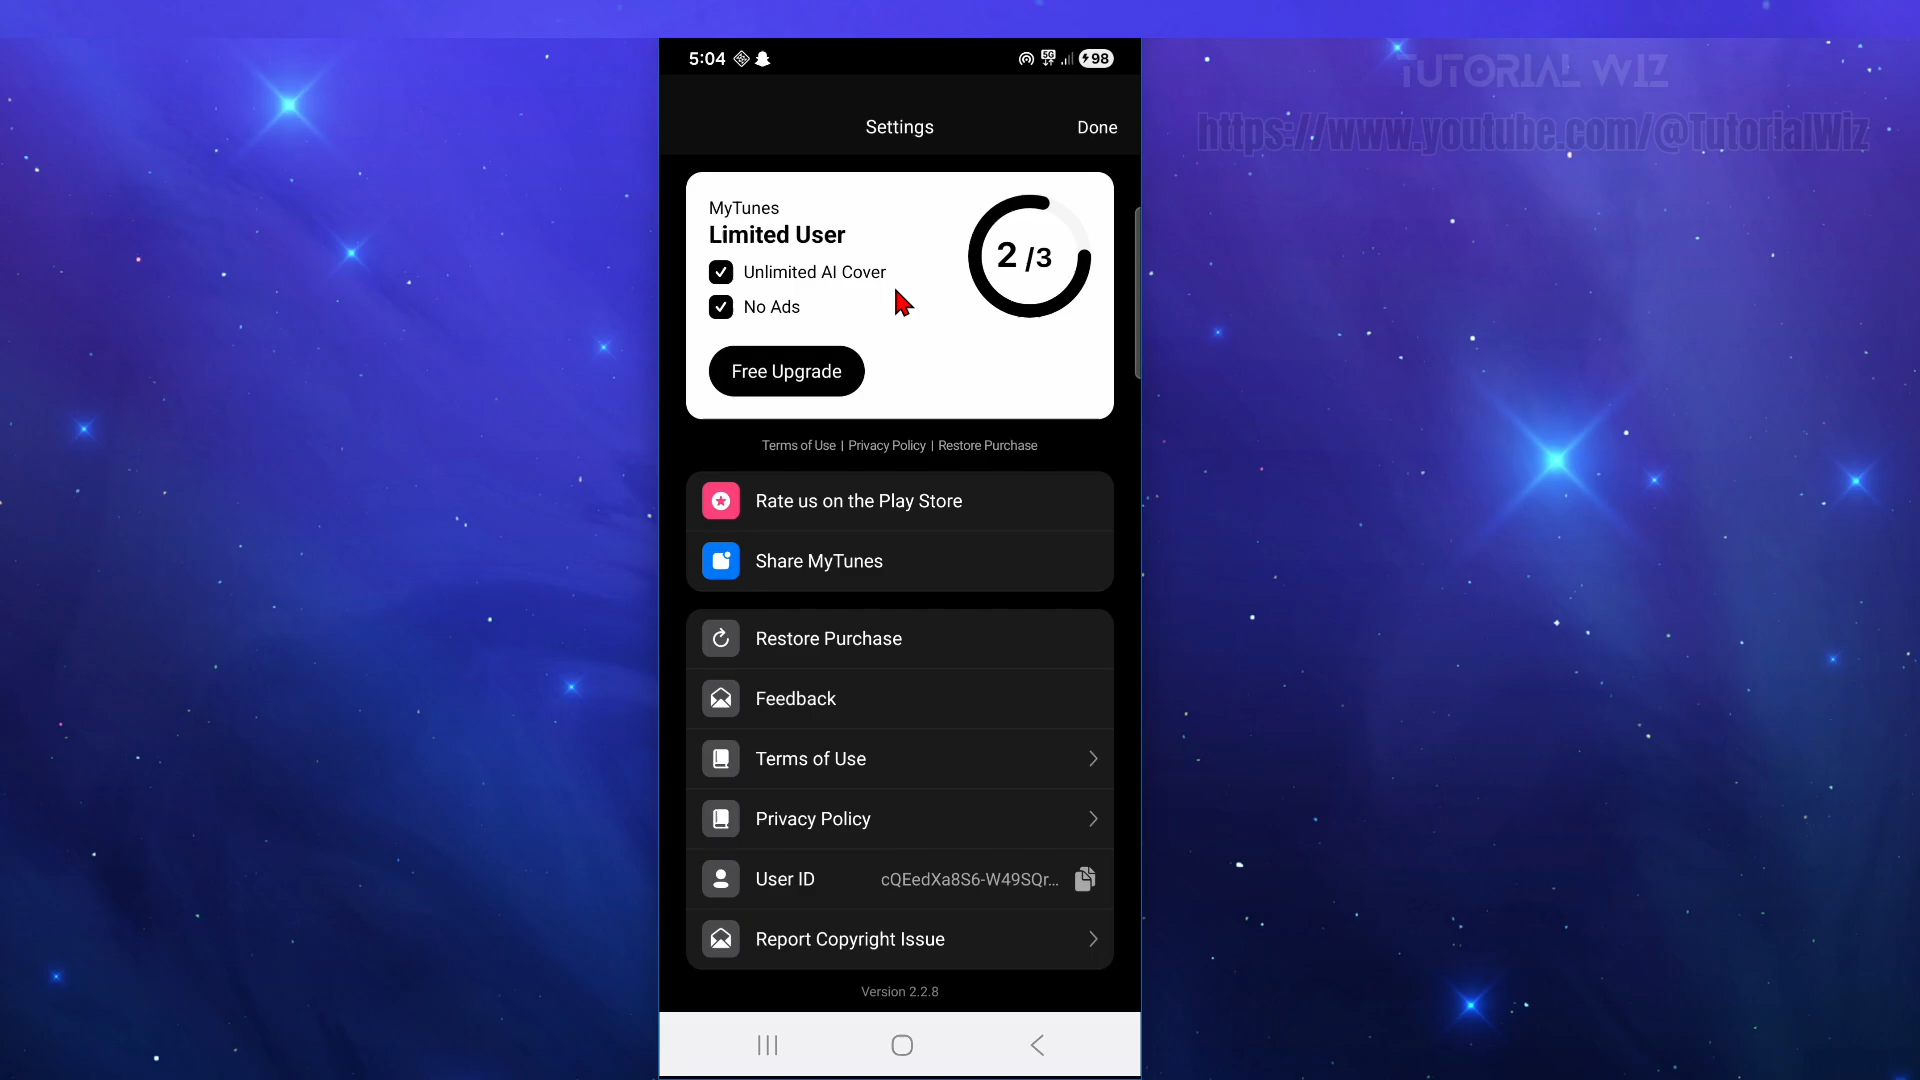 TUTORIAL WIZ
https://www.youtube.com/@TutorialWiz
5:04
5G
98
Settings
Done
MyTunes
Limited User
Unlimited AI Cover
No Ads
2 /3
Free Upgrade
Terms of Use | Privacy Policy | Restore Purchase
Rate us on the Play Store
Share MyTunes
Restore Purchase
Feedback
Terms of Use
Privacy Policy
User ID cQEedXa8S6-W49SQr...
Report Copyright Issue
Version 2.2.8